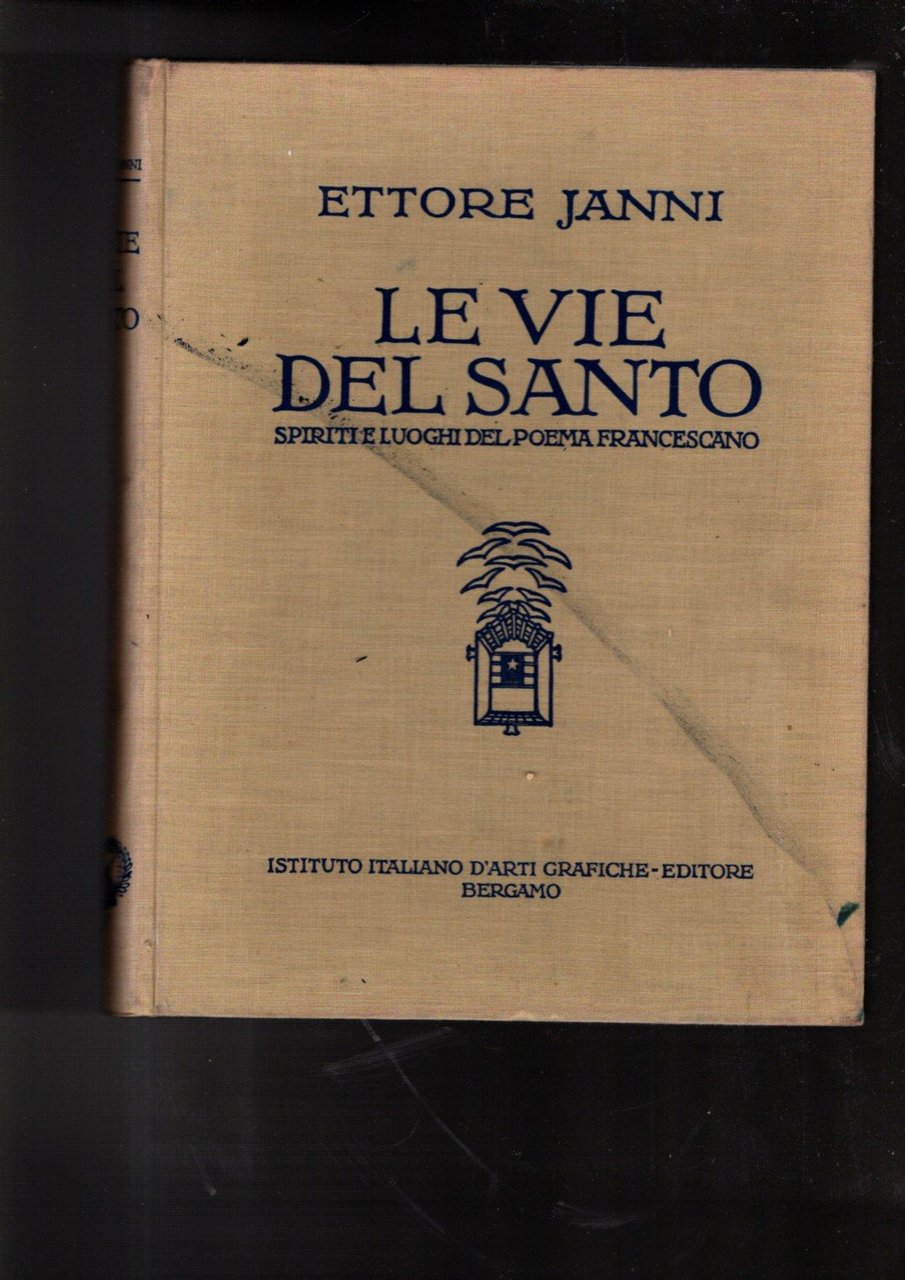 ETTORE JANNI
LE VIE
DEL SANTO
SPIRITI E LUOGHI DEL POEMA FRANCESCANO
ISTITUTO ITALIANO D'ARTI GRAFICHE-EDITORE
BERGAMO